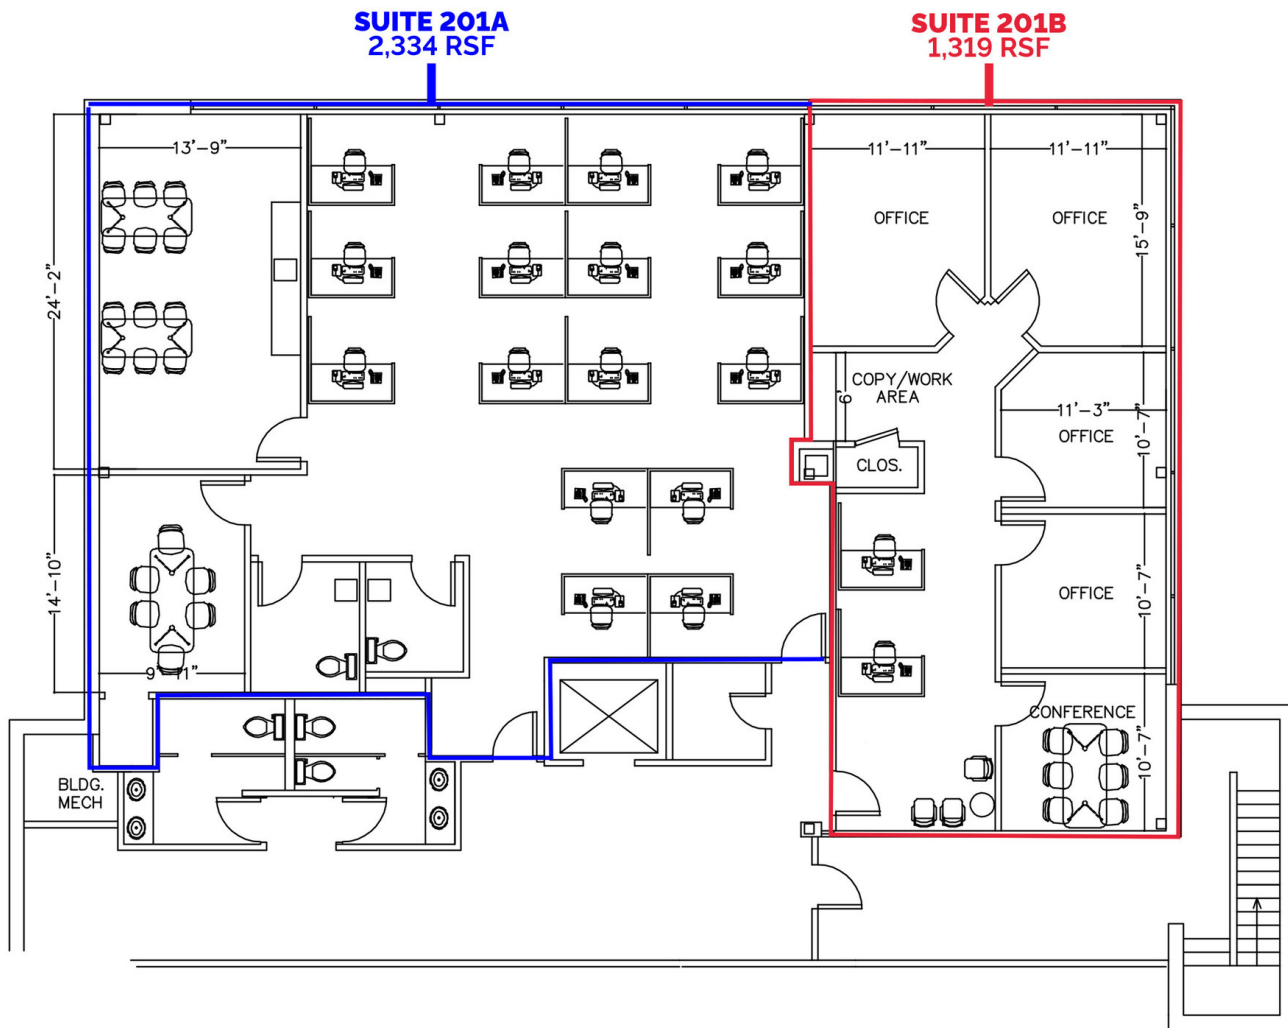 SUITE 201A
2,334 RSF
SUITE 201B
1,319 RSF
13'-9"
11'-11"
11'-11"
OFFICE
OFFICE
15'-9"
24'-2"
COPY/WORK
AREA
6'
11'-3"
OFFICE
10'-7"
CLOS.
14'-10"
OFFICE
10'-7"
9'-11"
CONFERENCE
10'-7"
BLDG.
MECH